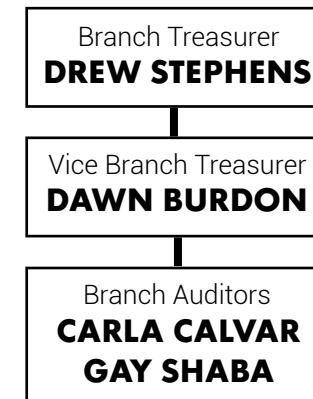 Branch Treasurer
DREW STEPHENS
Vice Branch Treasurer
DAWN BURDON
Branch Auditors
CARLA CALVAR
GAY SHABA